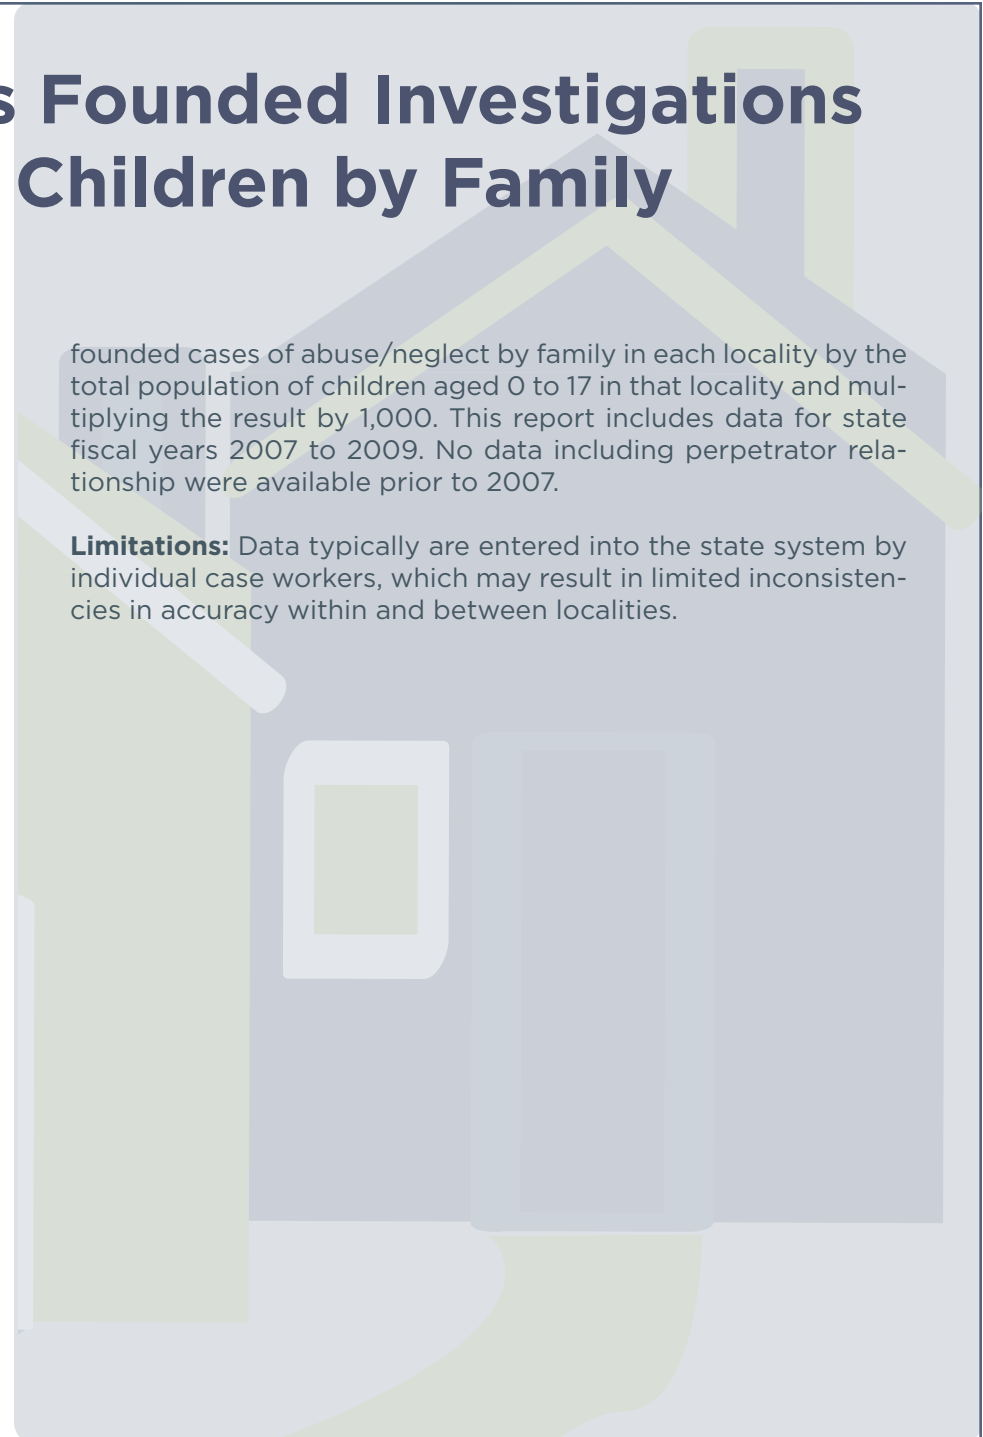 s Founded Investigations
Children by Family
founded cases of abuse/neglect by family in each locality by the
total population of children aged 0 to 17 in that locality and mul-
tiplying the result by 1,000. This report includes data for state
fiscal years 2007 to 2009. No data including perpetrator rela-
tionship were available prior to 2007.
Limitations: Data typically are entered into the state system by
individual case workers, which may result in limited inconsisten-
cies in accuracy within and between localities.